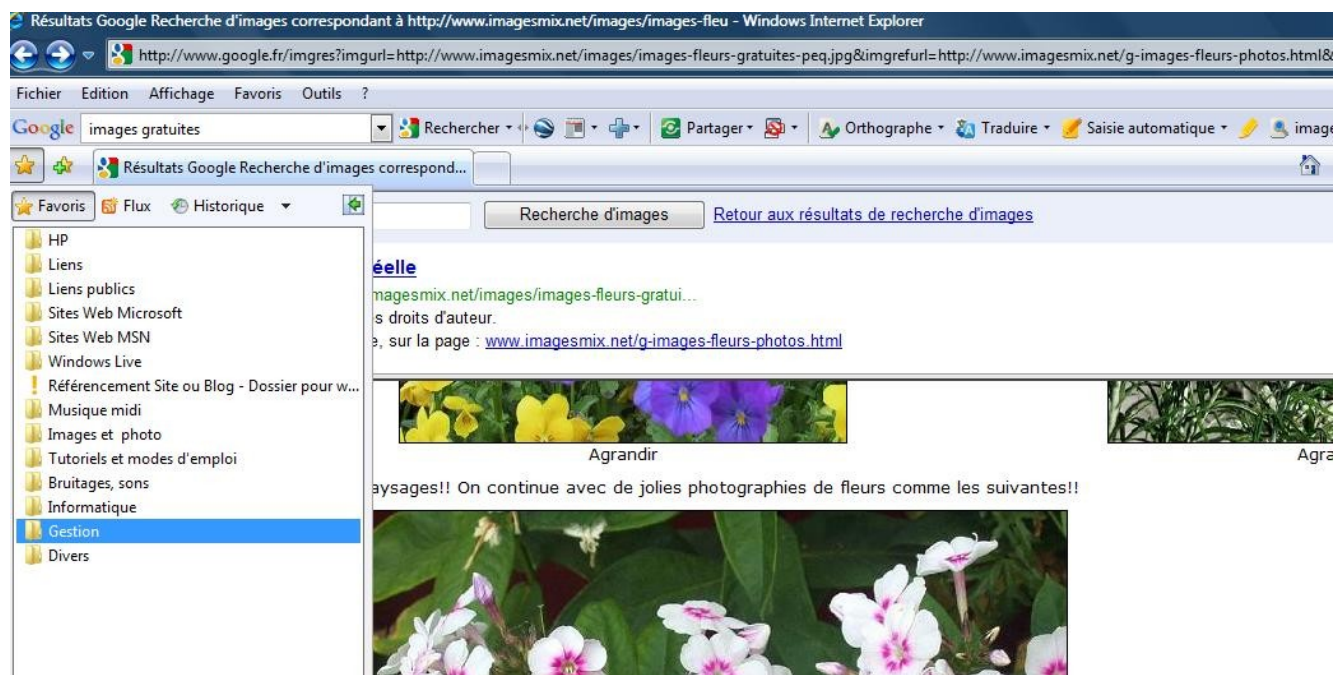 Résultats Google Recherche d'images correspondant à http://www.imagesmix.net/images/images-fleu - Windows Internet Explorer
http://www.google.fr/imgres?imgurl=http://www.imagesmix.net/images/images-fleurs-gratuites-peq.jpg&imgrefurl=http://www.imagesmix.net/g-images-fleurs-photos.html&
Fichier Edition Affichage Favoris Outils ?
Google images gratuites Rechercher Partager Orthographe Traduire Saisie automatique image
Résultats Google Recherche d'images correspond...
Favoris Flux Historique
Recherche d'images Retour aux résultats de recherche d'images
HP
Liens
Liens publics
Sites Web Microsoft
Sites Web MSN
Windows Live
Référencement Site ou Blog - Dossier pour w...
Musique midi
Images et photo
Tutoriels et modes d'emploi
Bruitages, sons
Informatique
Gestion
Divers
éelle
magesmix.net/images/images-fleurs-gratui...
s droits d'auteur.
e, sur la page : www.imagesmix.net/g-images-fleurs-photos.html
Agrandir
Agra
aysages!! On continue avec de jolies photographies de fleurs comme les suivantes!!